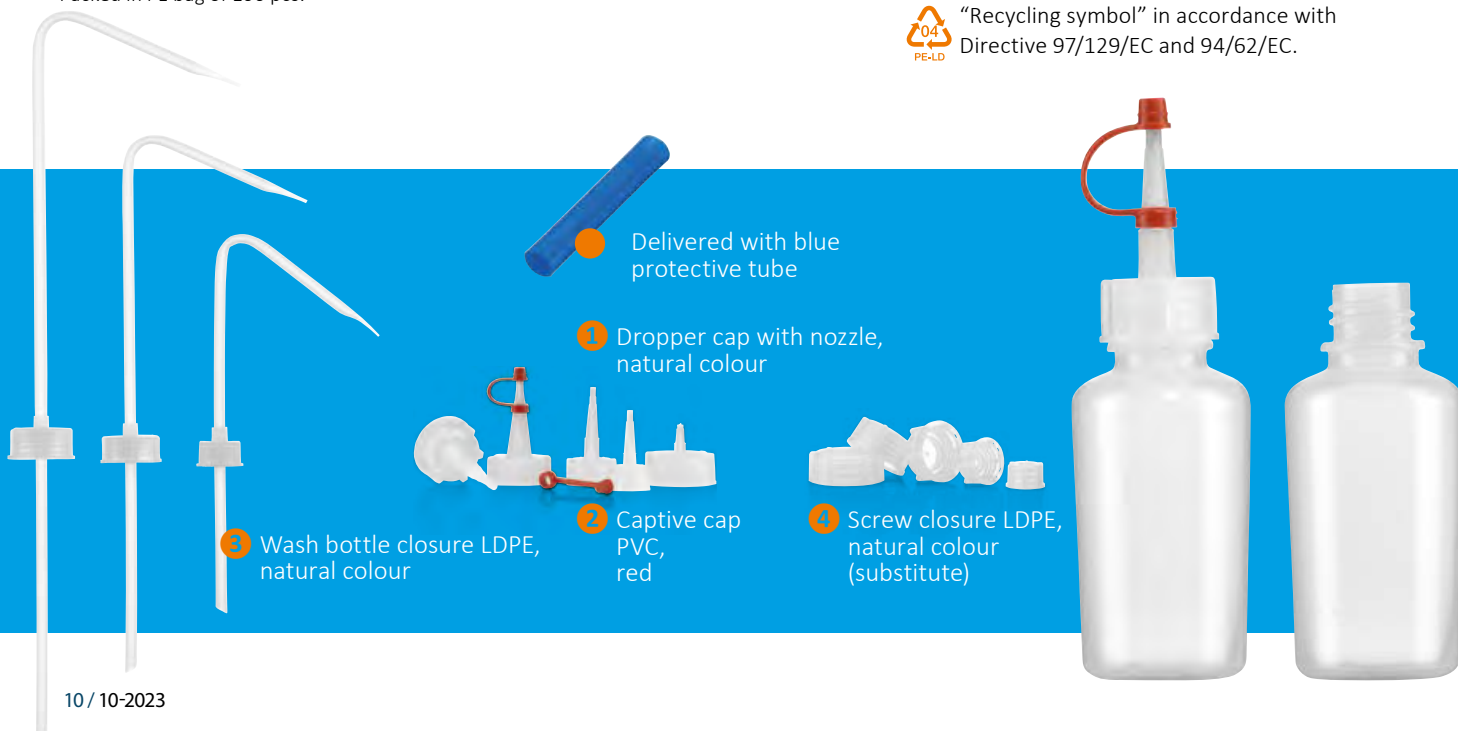 “Recycling symbol” in accordance with
Directive 97/129/EC and 94/62/EC.
04
PE-LD
Delivered with blue
protective tube
1 Dropper cap with nozzle,
natural colour
2 Captive cap
PVC,
red
3 Wash bottle closure LDPE,
natural colour
4 Screw closure LDPE,
natural colour
(substitute)
10 / 10-2023